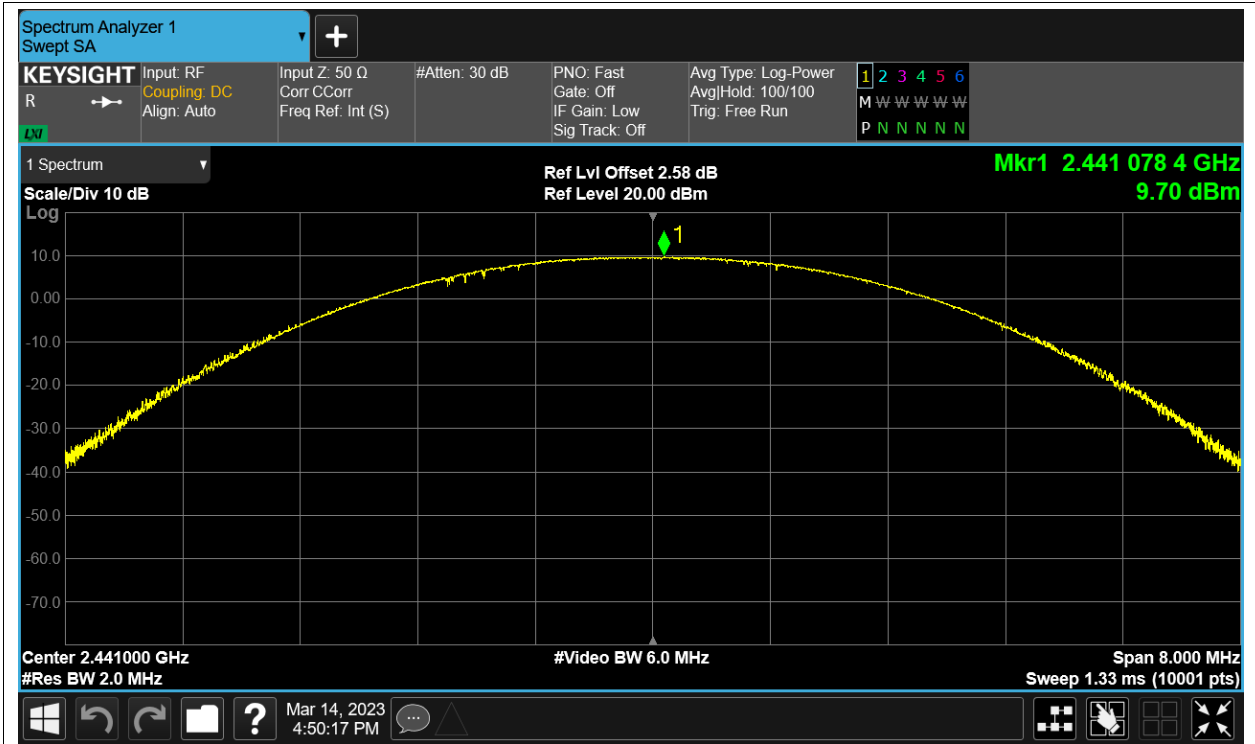 Spectrum Analyzer 1
Swept SA
KEYSIGHT
R
LXI
Input: RF
Coupling: DC
Align: Auto
Input Z: 50 Ω
Corr CCorr
Freq Ref: Int (S)
#Atten: 30 dB
PNO: Fast
Gate: Off
IF Gain: Low
Sig Track: Off
Avg Type: Log-Power
Avg|Hold: 100/100
Trig: Free Run
1 2 3 4 5 6
M W W W W W
P N N N N N
1 Spectrum
Scale/Div 10 dB
Log
Ref Lvl Offset 2.58 dB
Ref Level 20.00 dBm
Mkr1 2.441 078 4 GHz
9.70 dBm
1
10.0
0.00
-10.0
-20.0
-30.0
-40.0
-50.0
-60.0
-70.0
Center 2.441000 GHz
#Res BW 2.0 MHz
#Video BW 6.0 MHz
Span 8.000 MHz
Sweep 1.33 ms (10001 pts)
?
Mar 14, 2023
4:50:17 PM